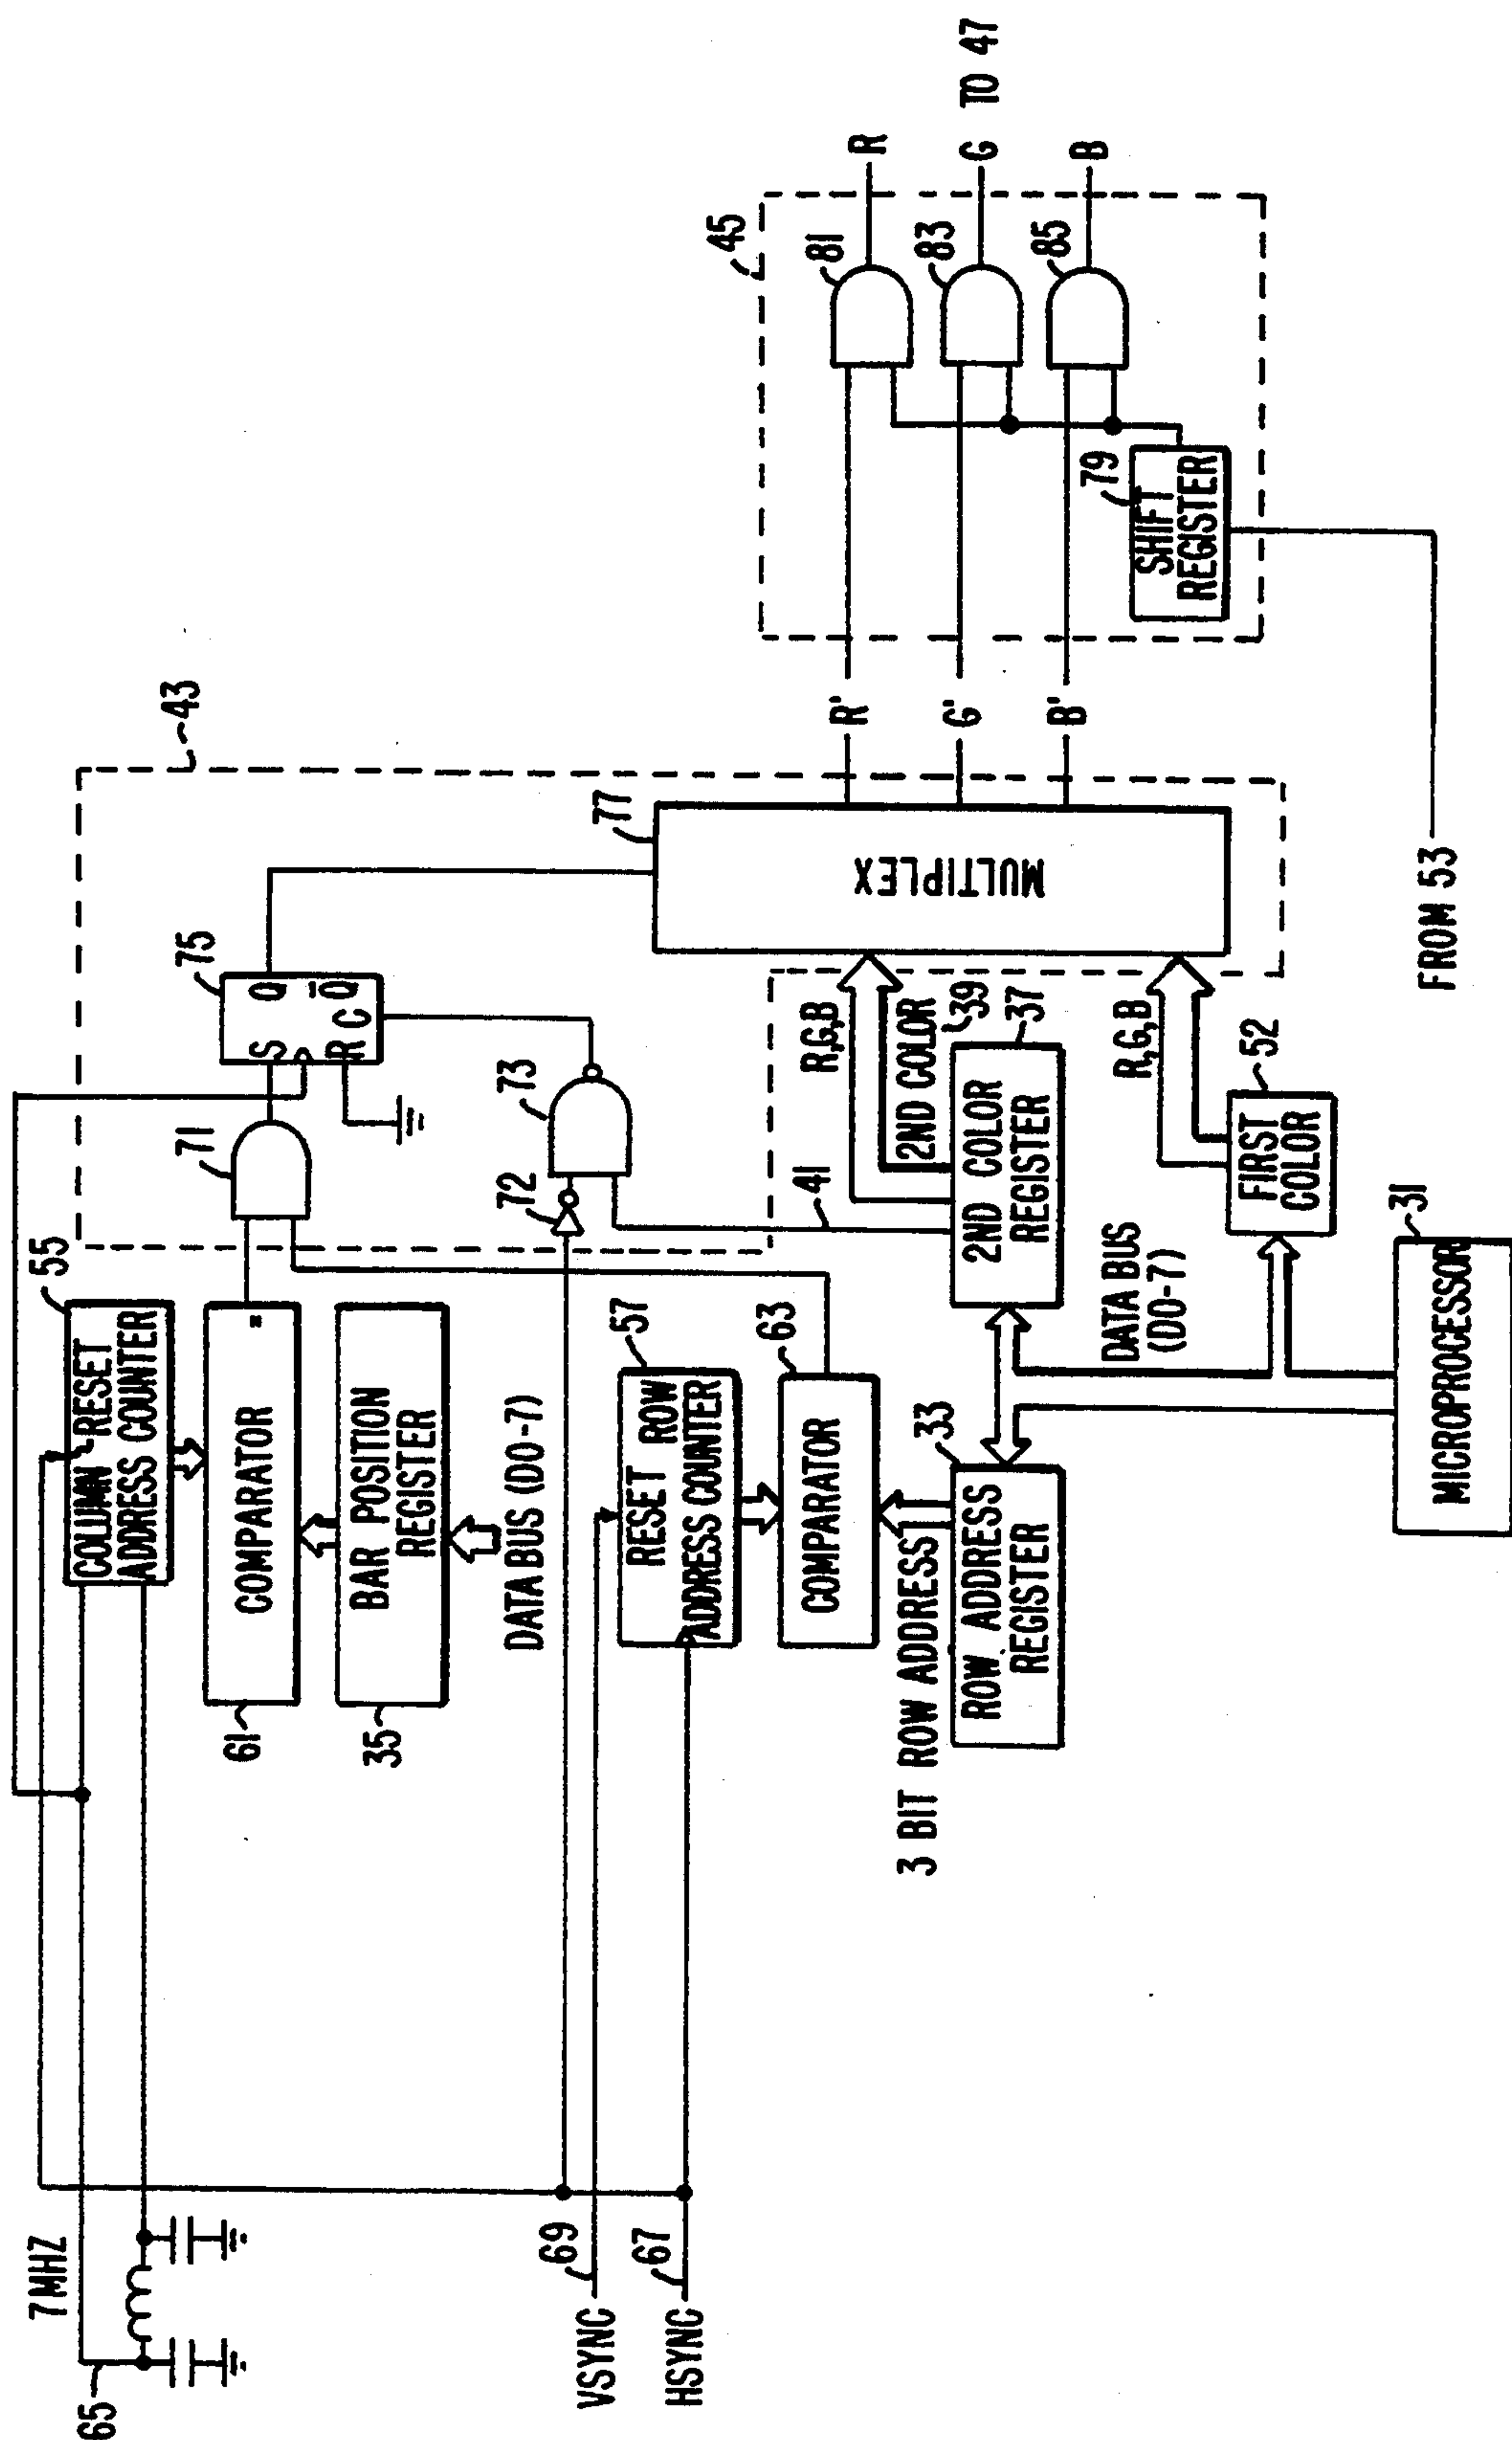 7MHZ
65
COLUMN RESET
ADDRESS COUNTER
55
COMPARATOR
=
61
BAR POSITION
REGISTER
35
DATA BUS (D0-7)
VSYNC
69
HSYNC
67
RESET ROW
ADDRESS COUNTER
57
COMPARATOR
63
3 BIT ROW ADDRESS
ROW ADDRESS
REGISTER
33
MICROPROCESSOR
31
DATA BUS
(D0-7)
2ND COLOR
REGISTER
37
FIRST
COLOR
52
41
R,G,B
2ND COLOR
39
R,G,B
71
72
73
S Q
Q
R C
75
43
MULTIPLEX
77
R'
G'
B'
45
SHIFT
REGISTER
79
FROM 53
81
83
85
R
G TO 47
B